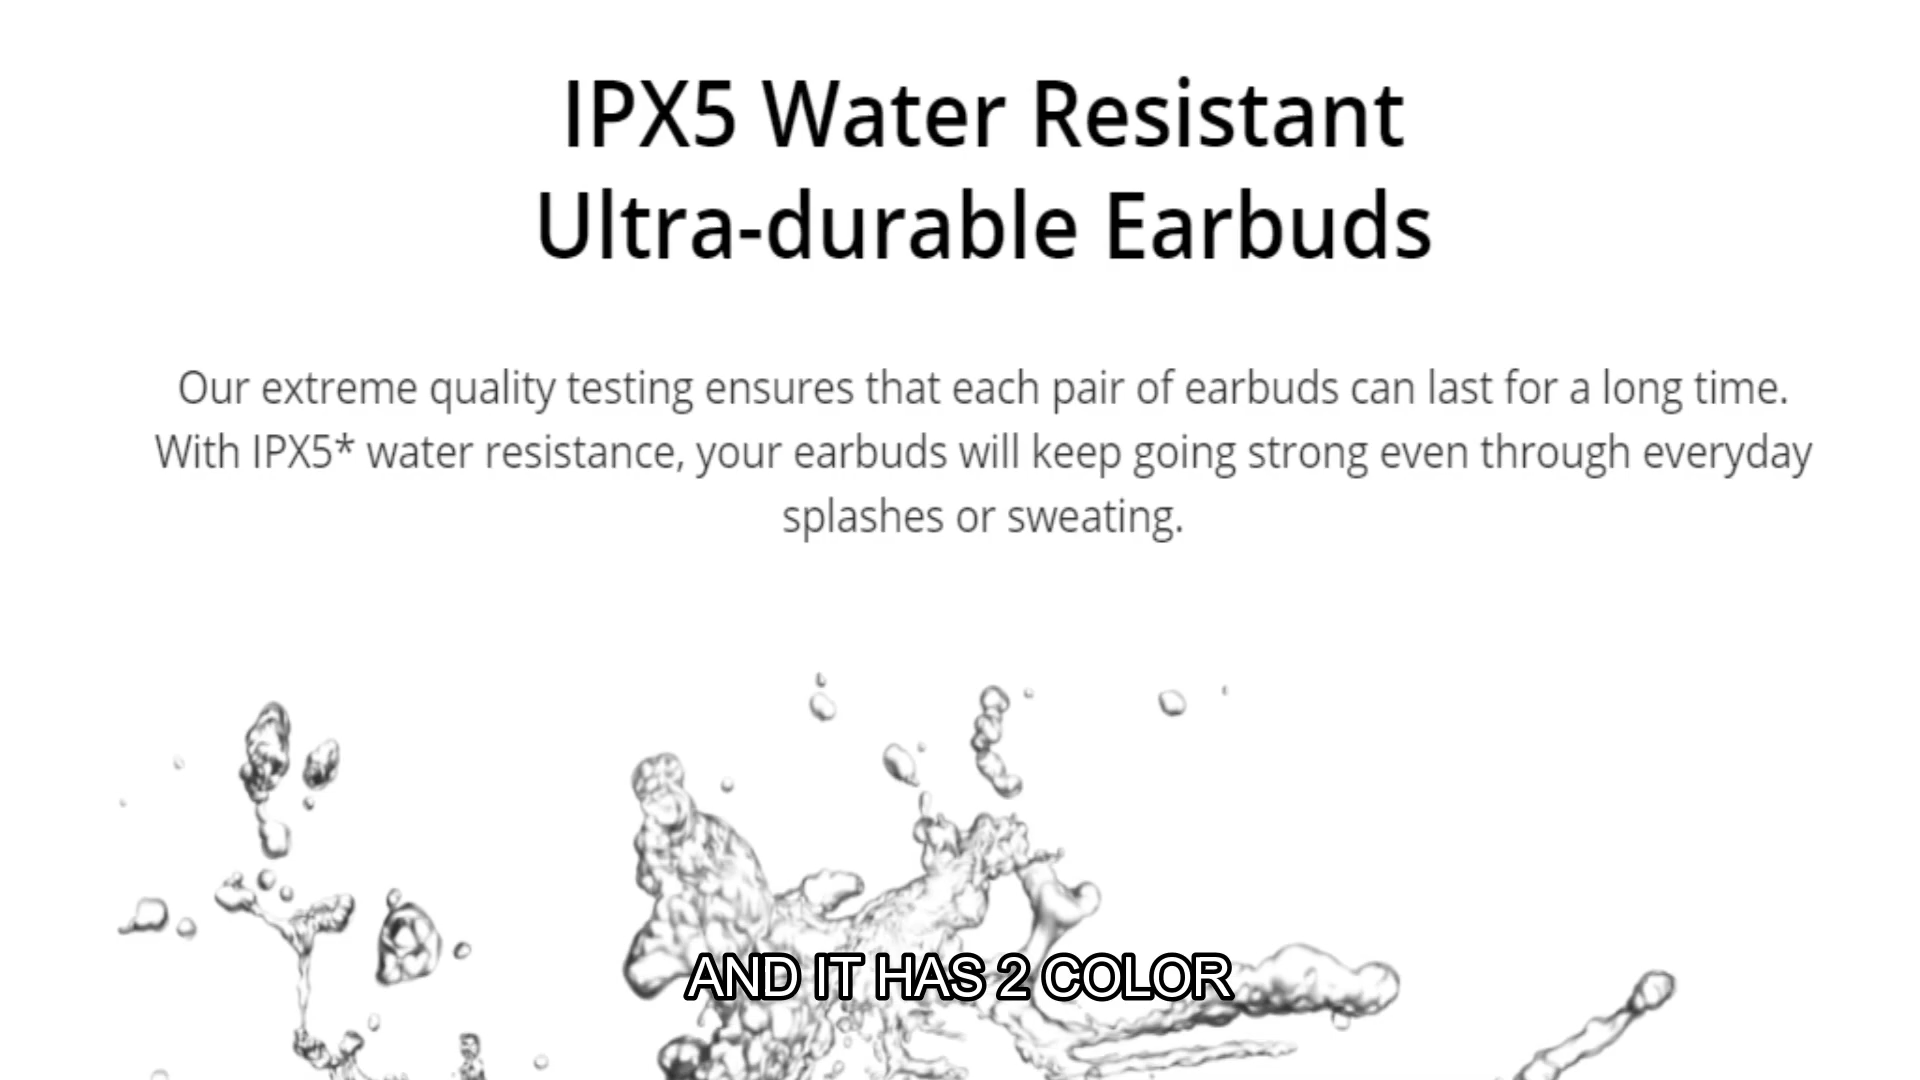 IPX5 Water Resistant
Ultra-durable Earbuds
Our extreme quality testing ensures that each pair of earbuds can last for a long time.
With IPX5* water resistance, your earbuds will keep going strong even through everyday
splashes or sweating.
AND IT HAS 2 COLOR